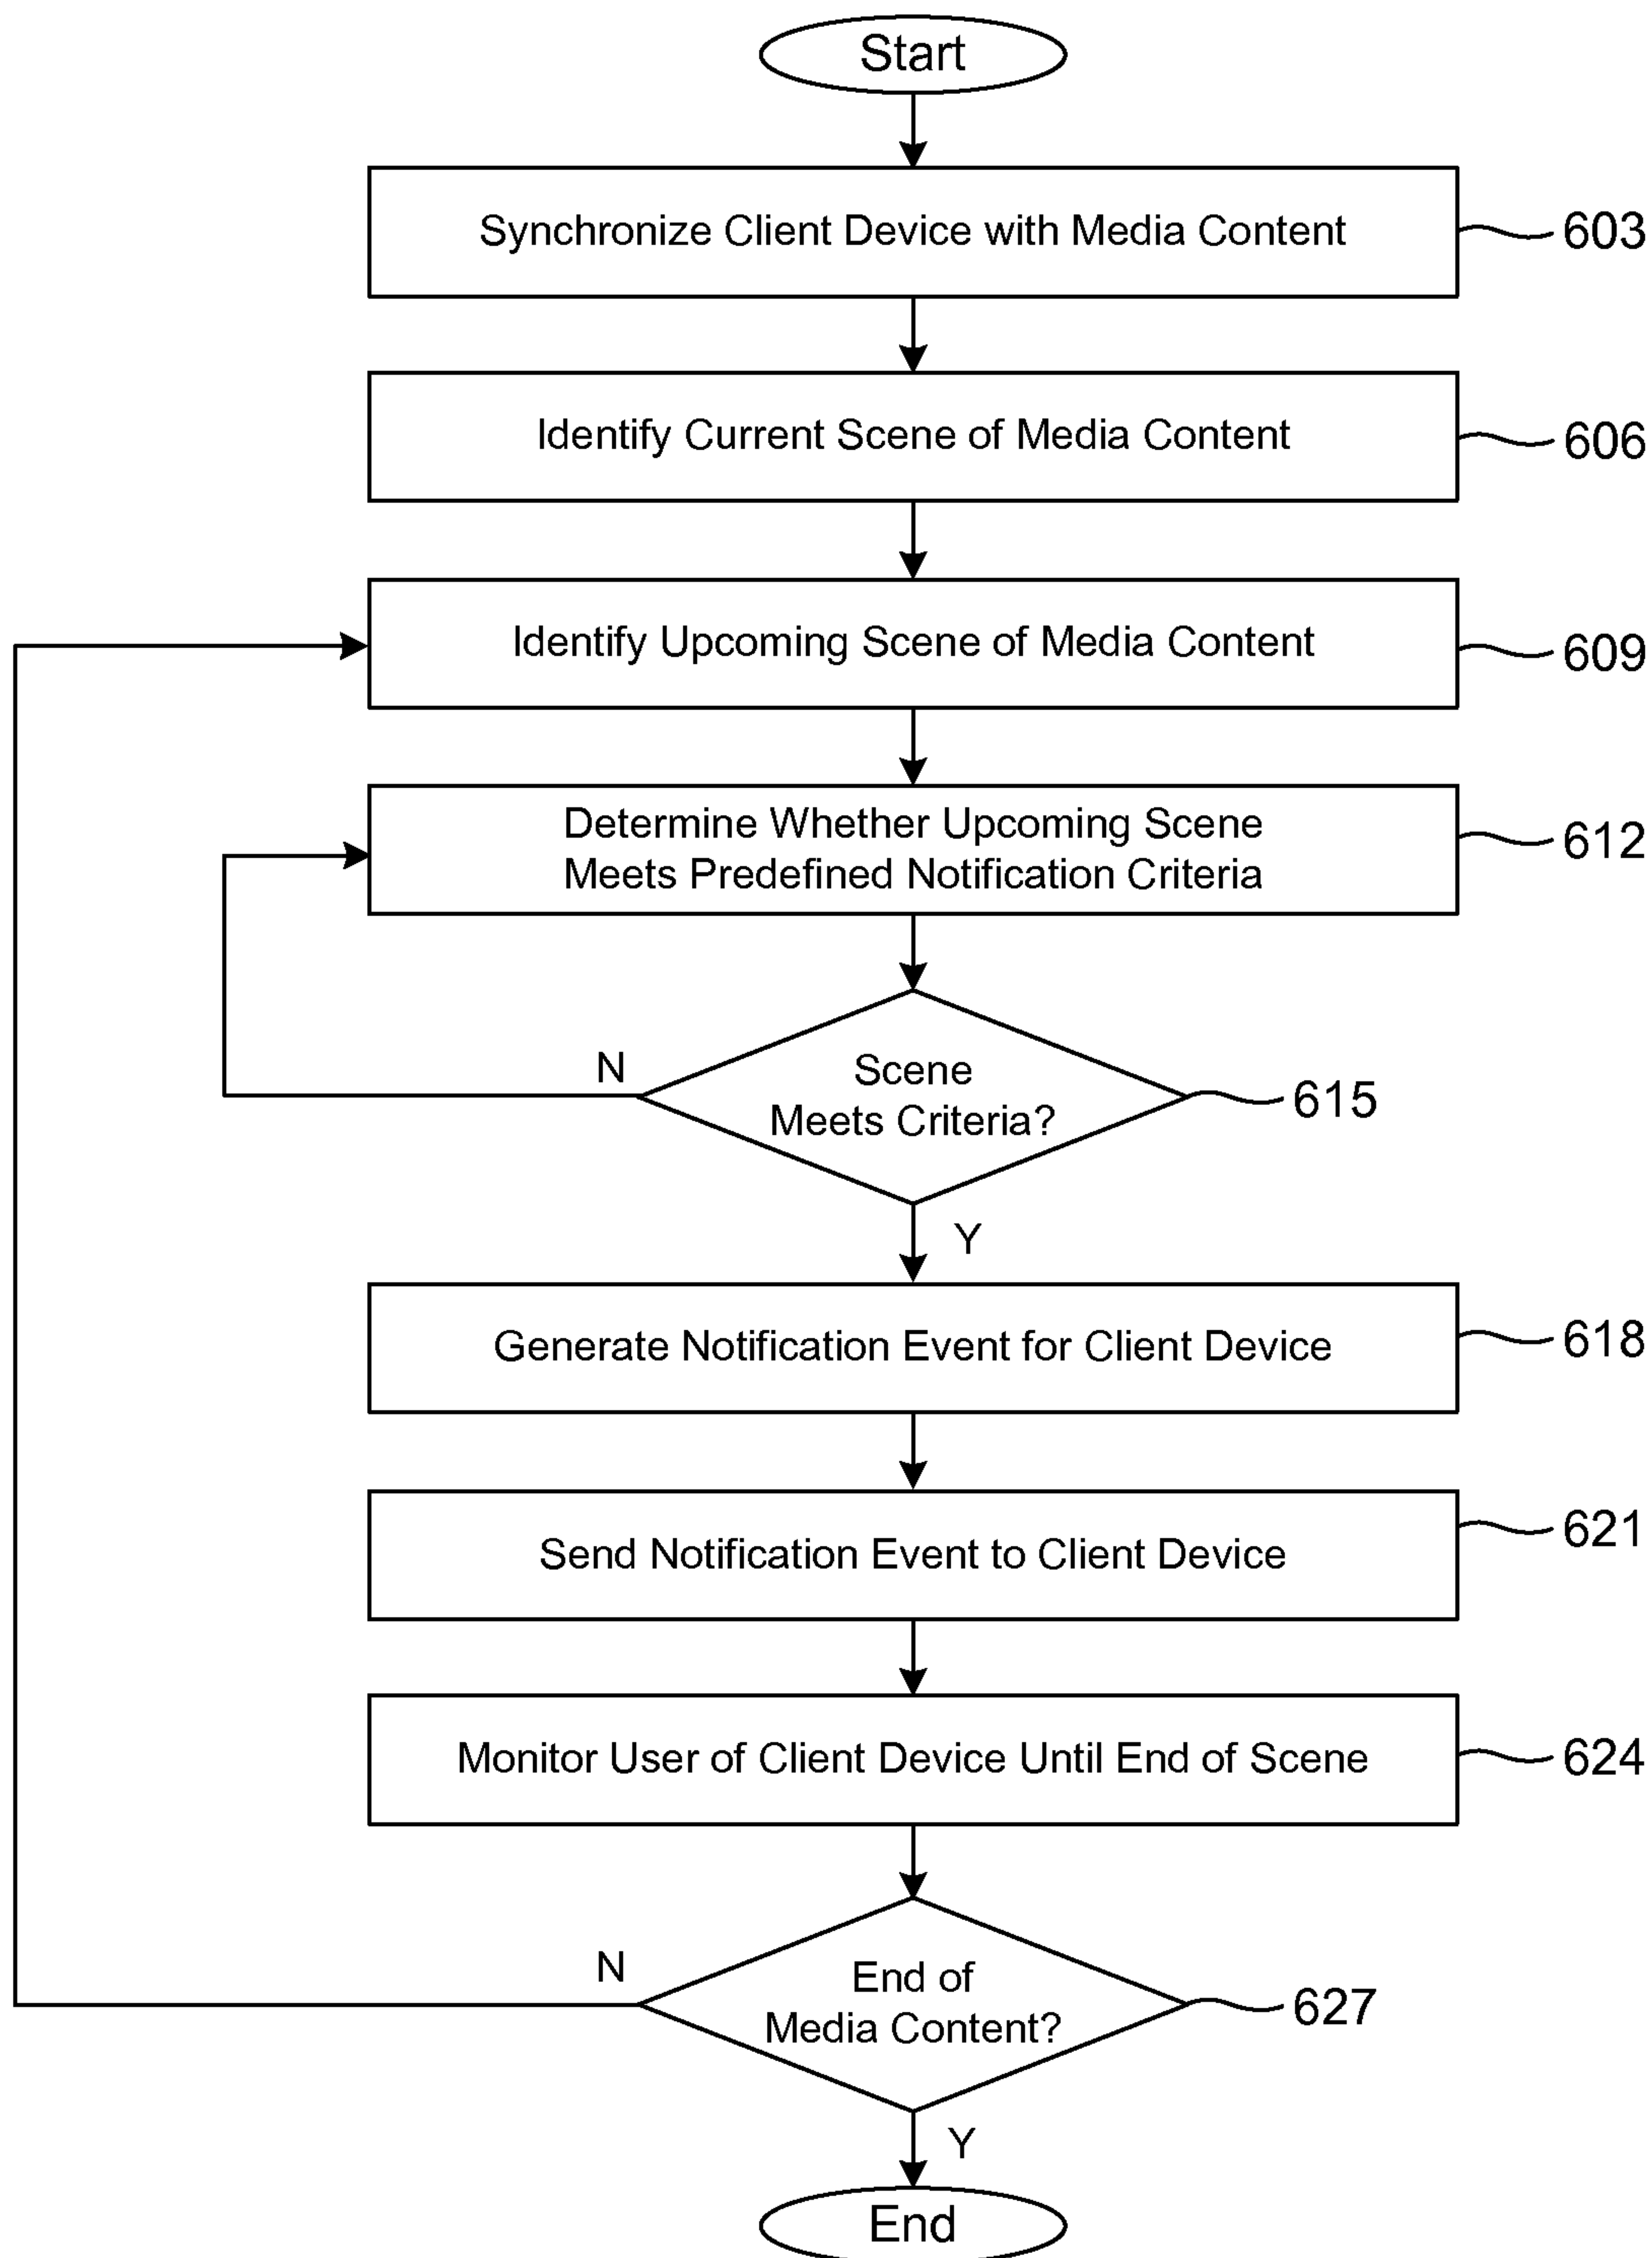 Start
Synchronize Client Device with Media Content
603
Identify Current Scene of Media Content
606
Identify Upcoming Scene of Media Content
609
Determine Whether Upcoming Scene
Meets Predefined Notification Criteria
612
N
Scene
Meets Criteria?
615
Y
Generate Notification Event for Client Device
618
Send Notification Event to Client Device
621
Monitor User of Client Device Until End of Scene
624
N
End of
Media Content?
627
Y
End